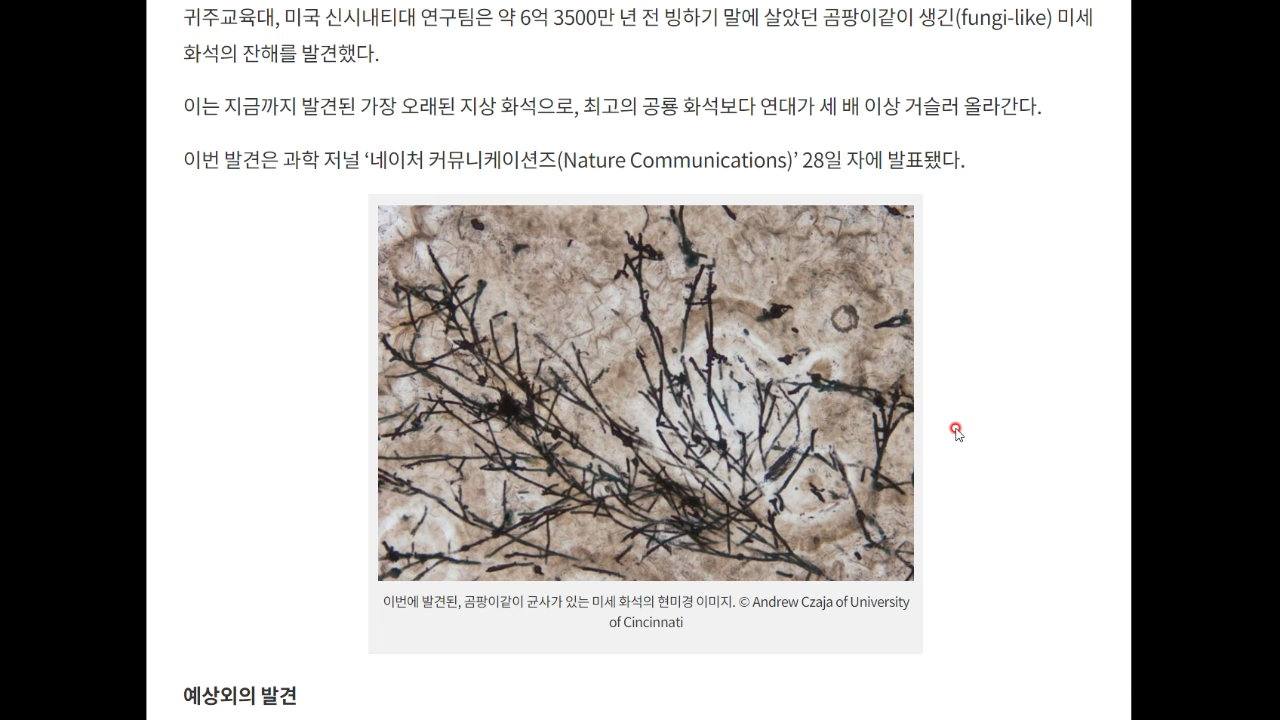 귀주교육대, 미국 신시내티대 연구팀은 약 6억 3500만 년 전 빙하기 말에 살았던 곰팡이같이 생긴(fungi-like) 미세
화석의 잔해를 발견했다.
이는 지금까지 발견된 가장 오래된 지상 화석으로, 최고의 공룡 화석보다 연대가 세 배 이상 거슬러 올라간다.
이번 발견은 과학 저널 ‘네이처 커뮤니케이션즈(Nature Communications)’ 28일 자에 발표됐다.
이번에 발견된, 곰팡이같이 균사가 있는 미세 화석의 현미경 이미지. © Andrew Czaja of University
of Cincinnati
예상외의 발견